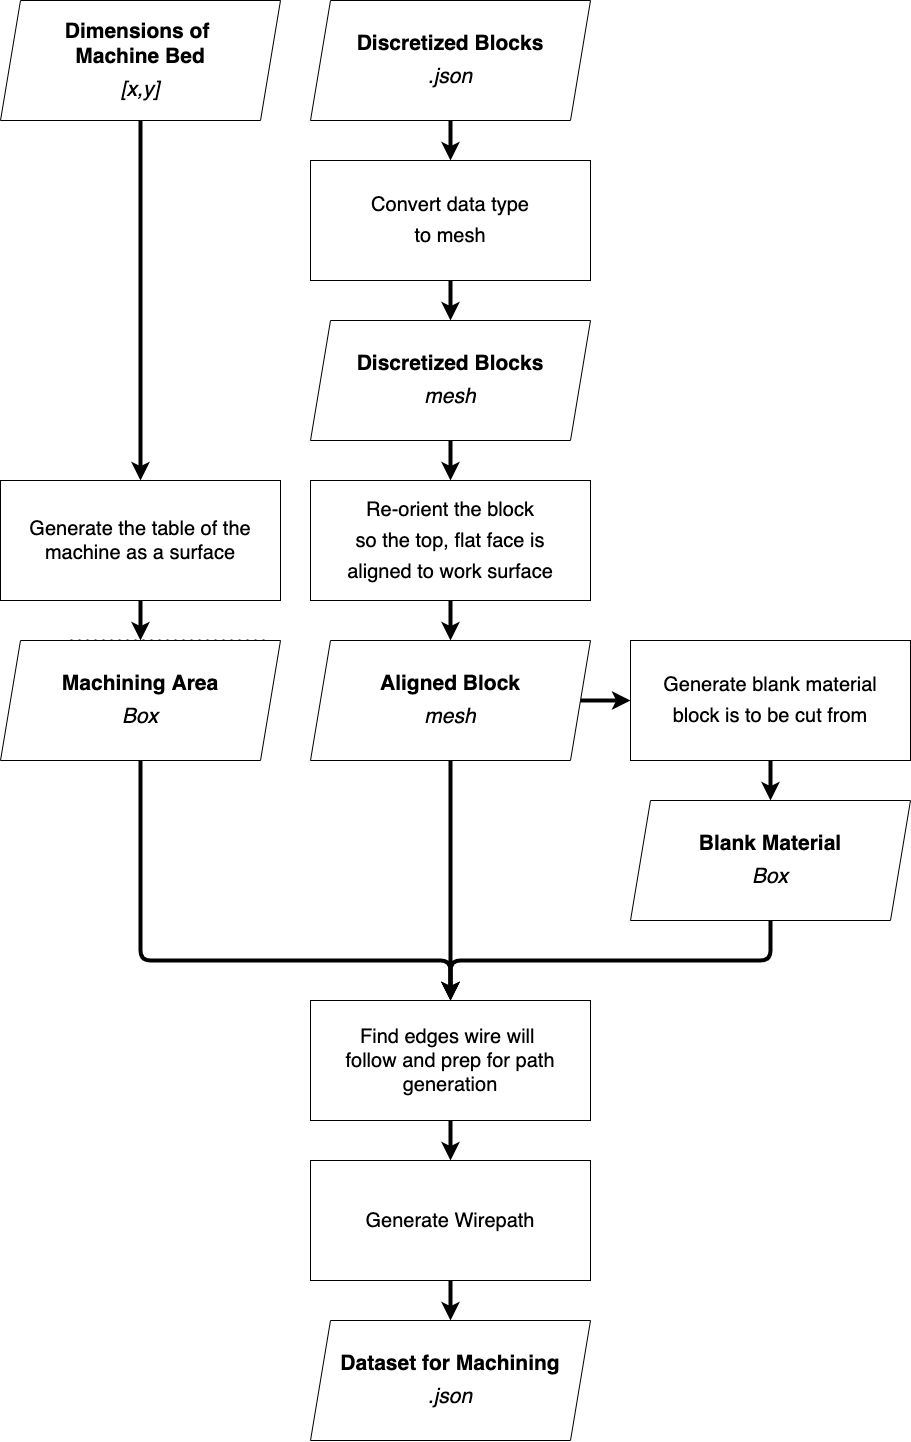 Dimensions of
Machine Bed
[x,y]
Discretized Blocks
.json
Convert data type
to mesh
Discretized Blocks
mesh
Generate the table of the
machine as a surface
Re-orient the block
so the top, flat face is
aligned to work surface
Machining Area
Box
Aligned Block
mesh
Generate blank material
block is to be cut from
Blank Material
Box
Find edges wire will
follow and prep for path
generation
Generate Wirepath
Dataset for Machining
.json